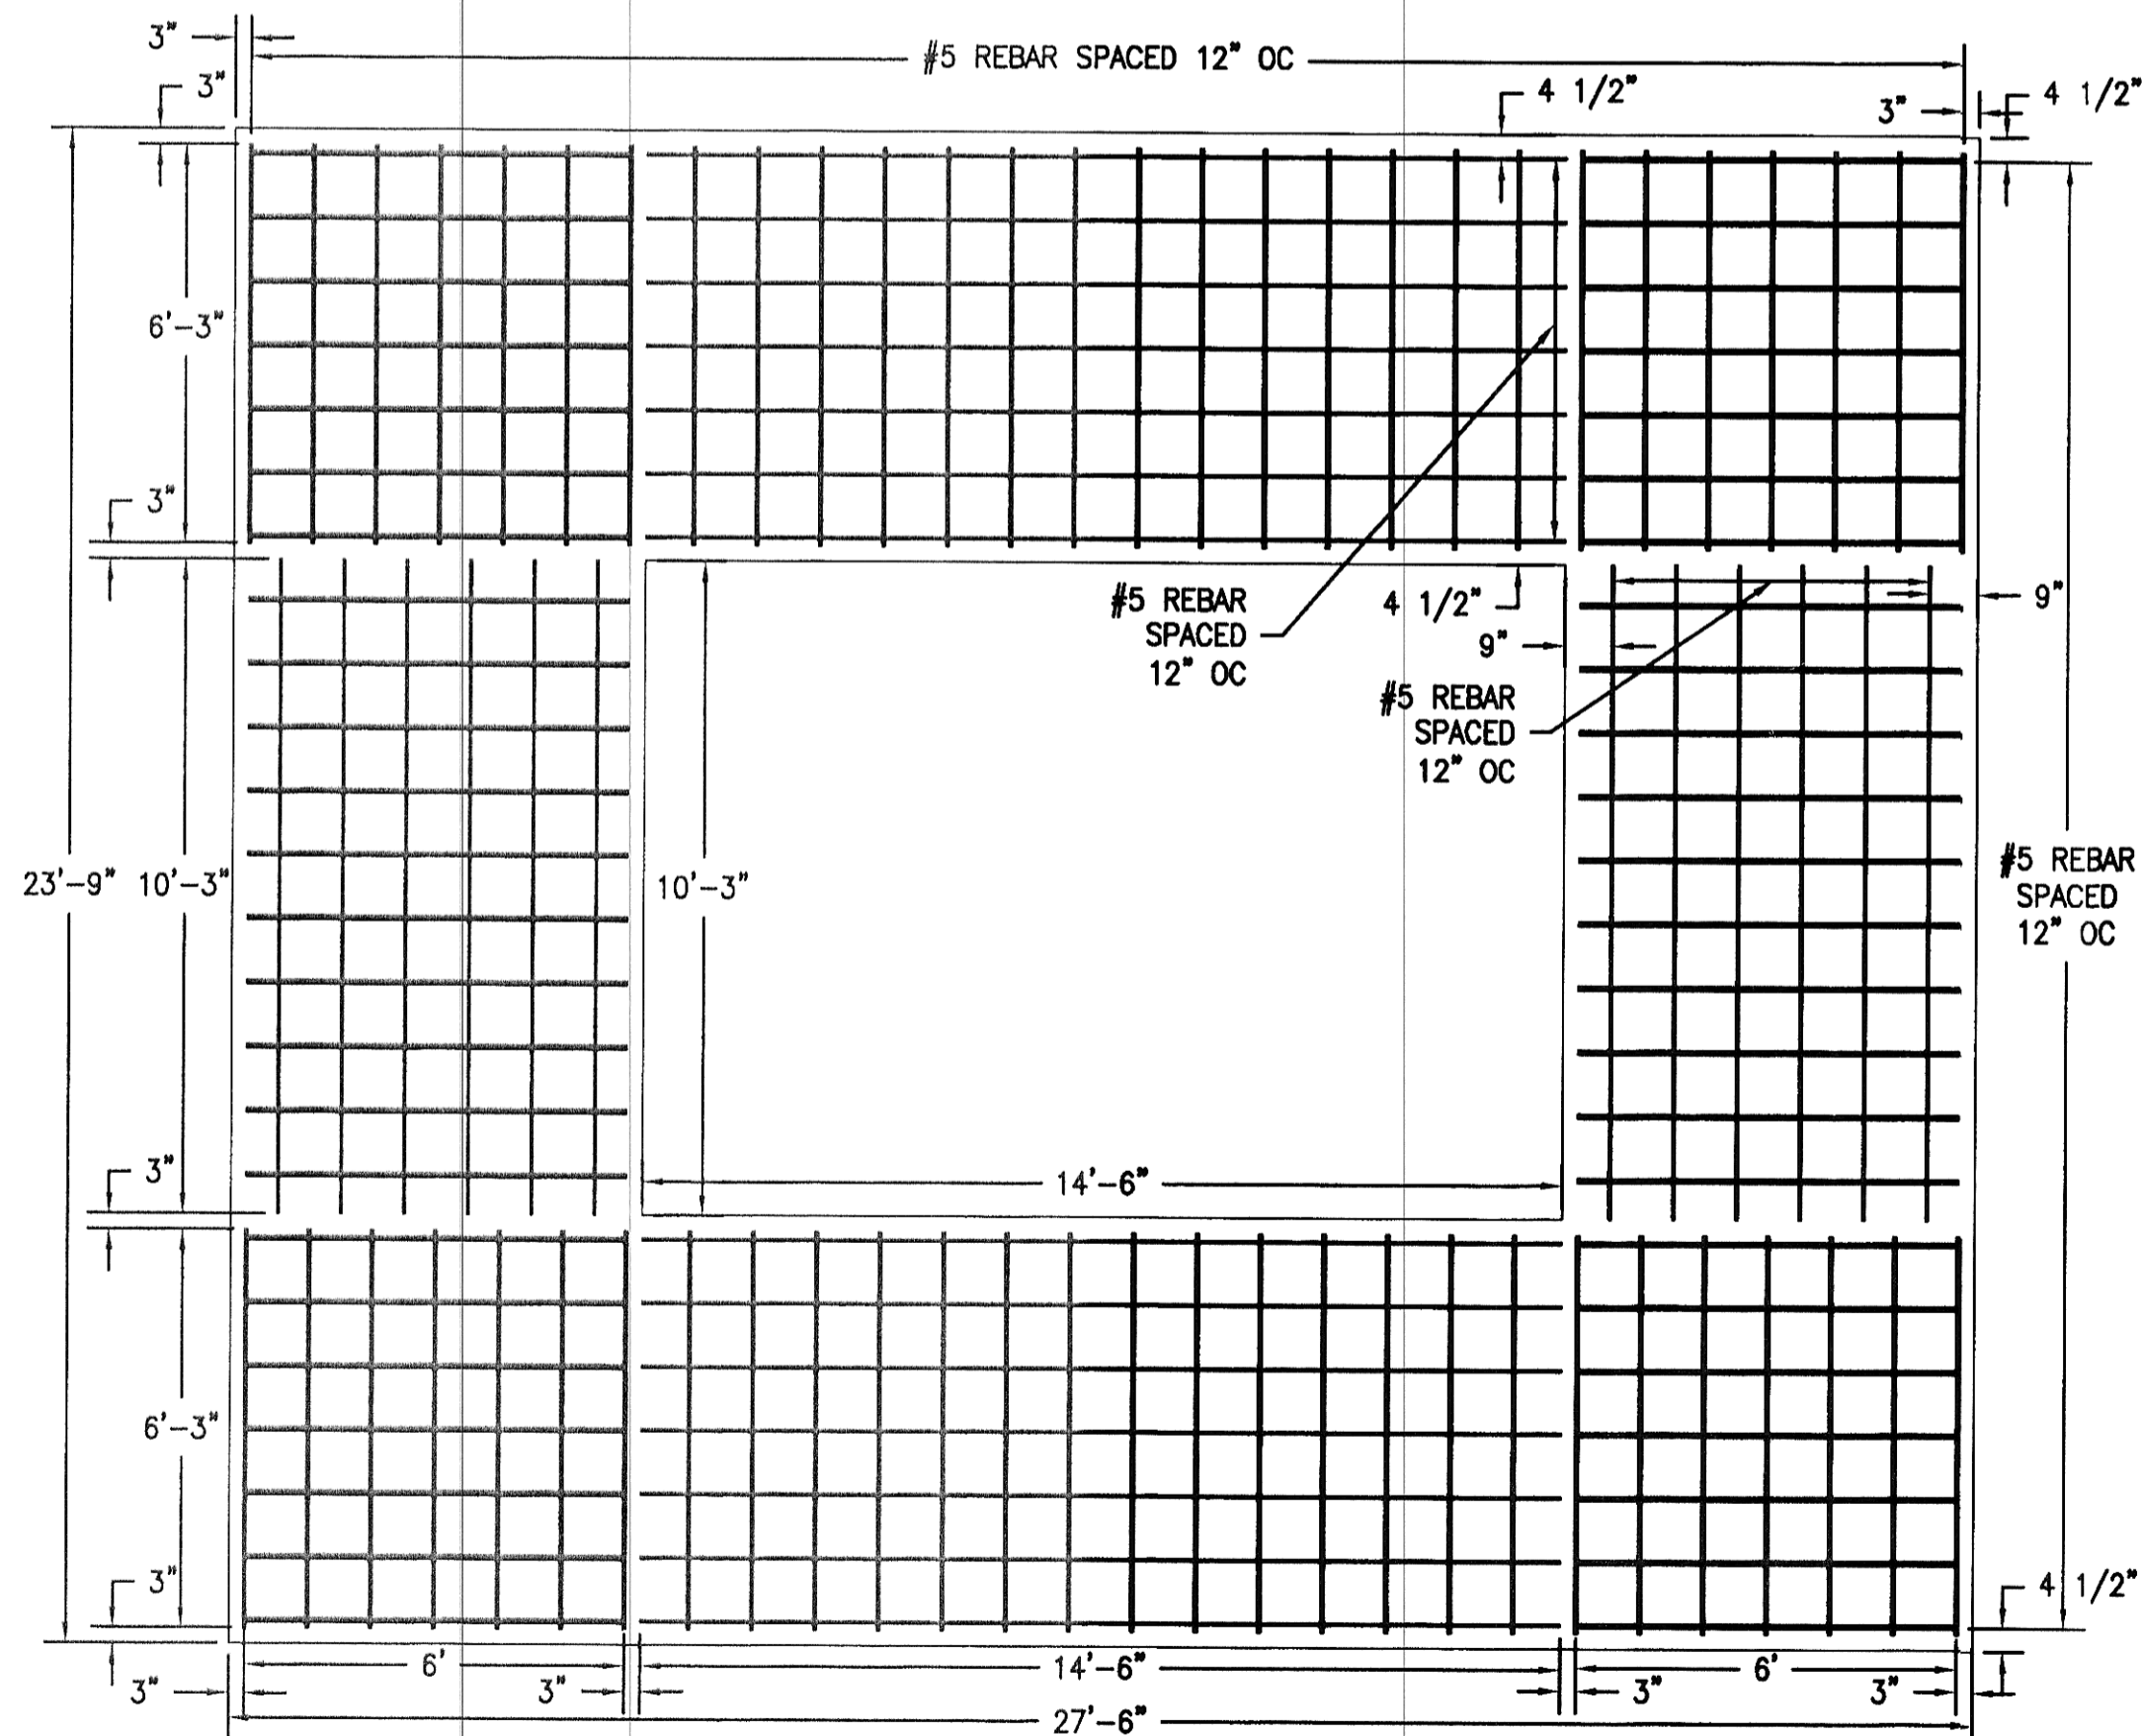 3"
#5 REBAR SPACED 12" OC
3"
4 1/2"
3"
4 1/2"
6'-3"
3"
#5 REBAR
SPACED
12" OC
4 1/2"
9"
9"
#5 REBAR
SPACED
12" OC
23'-9"
10'-3"
10'-3"
#5 REBAR
SPACED
12" OC
3"
14'-6"
6'-3"
3"
4 1/2"
6'
14'-6"
6'
3"
3"
3"
3"
27'-6"